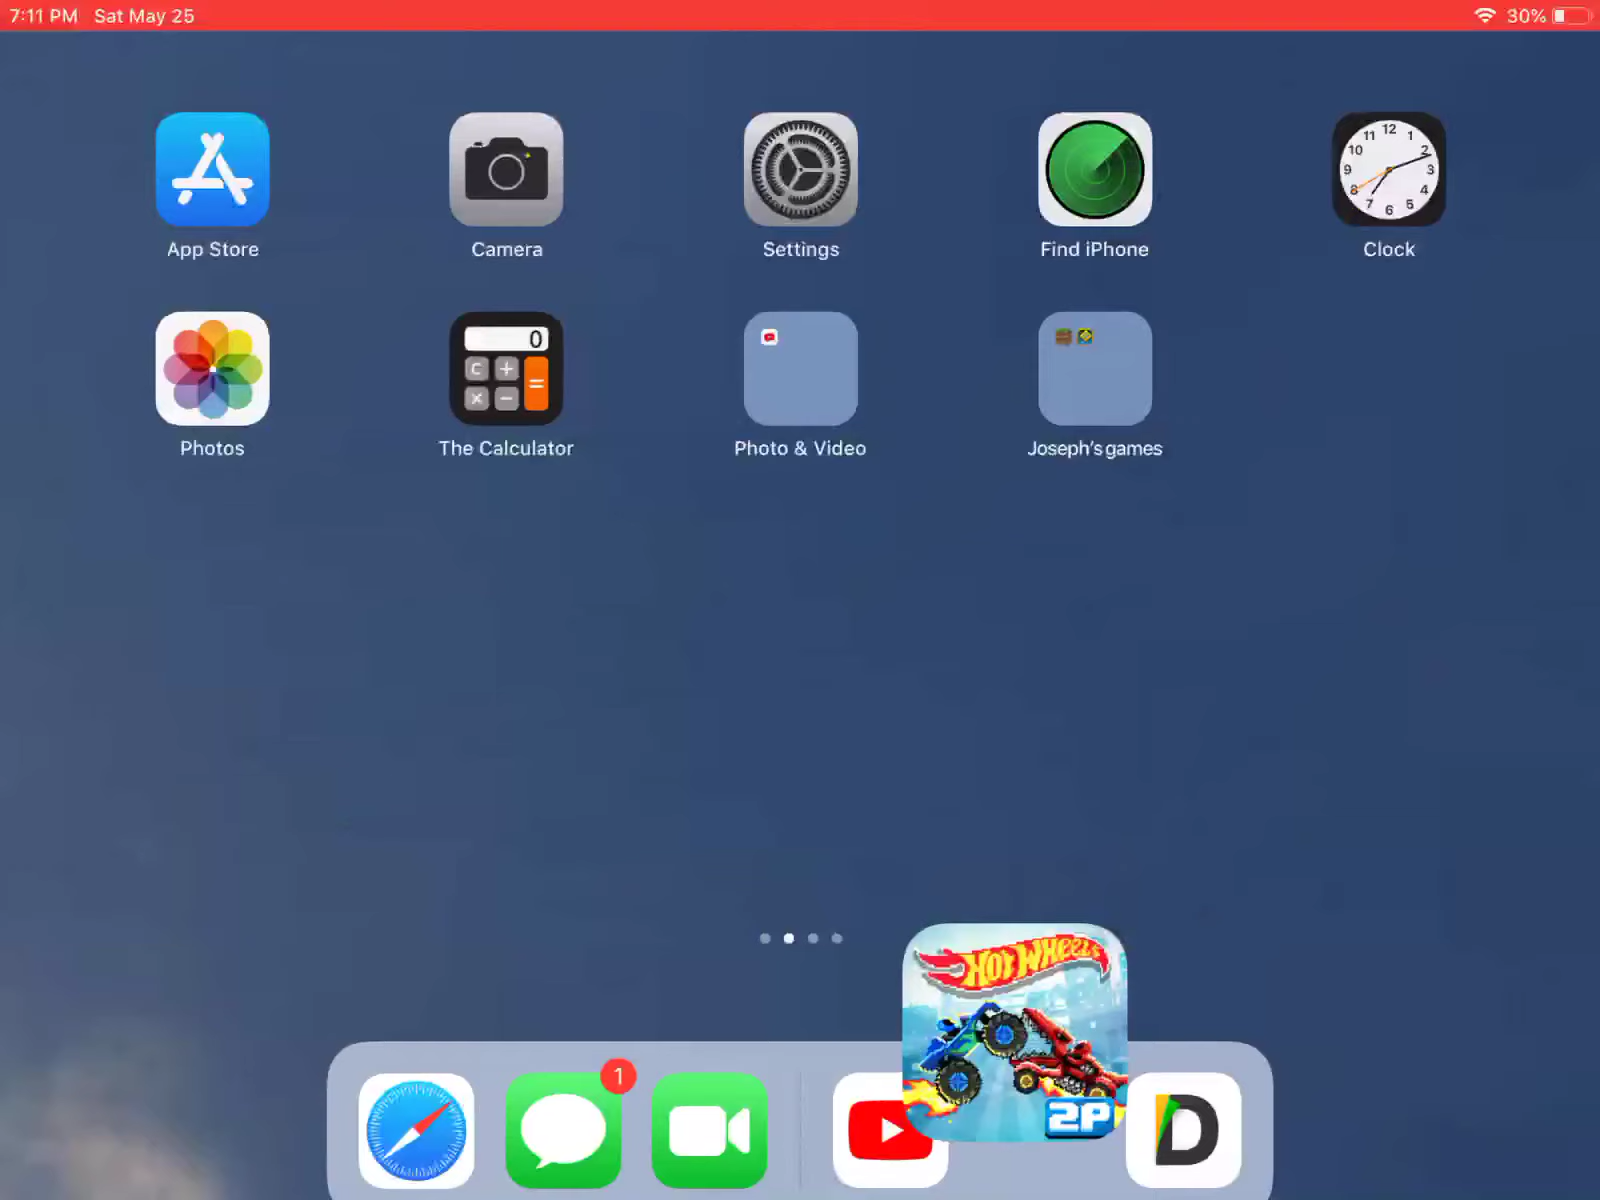 7:11 PM Sat May 25
30%
App Store
Camera
Settings
Find iPhone
Clock
12
11
1
10
2
9
3
8
4
7
6
5
Photos
0
C
+
=
×
−
The Calculator
Photo & Video
Joseph's games
HOT WHEELS
2P
1
D